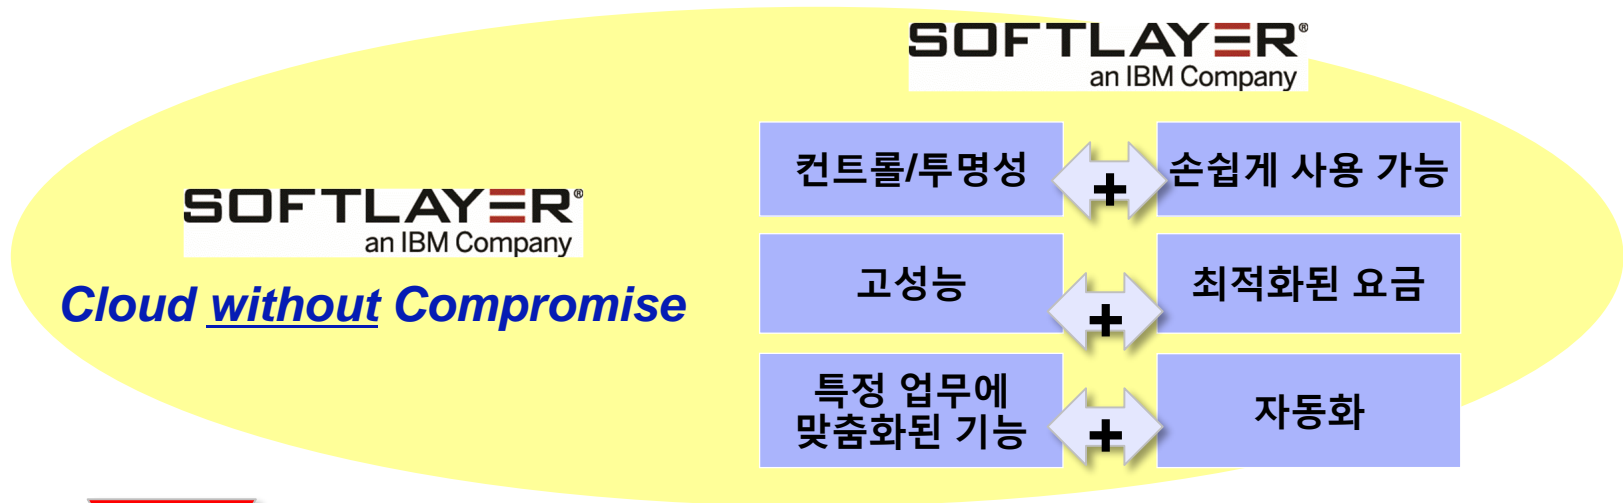 SOFTLAYER®
an IBM Company
Cloud without Compromise
SOFTLAYER®
an IBM Company
컨트롤/투명성
+
손쉽게 사용 가능
고성능
+
최적화된 요금
특정 업무에
맞춤화된 기능
+
자동화